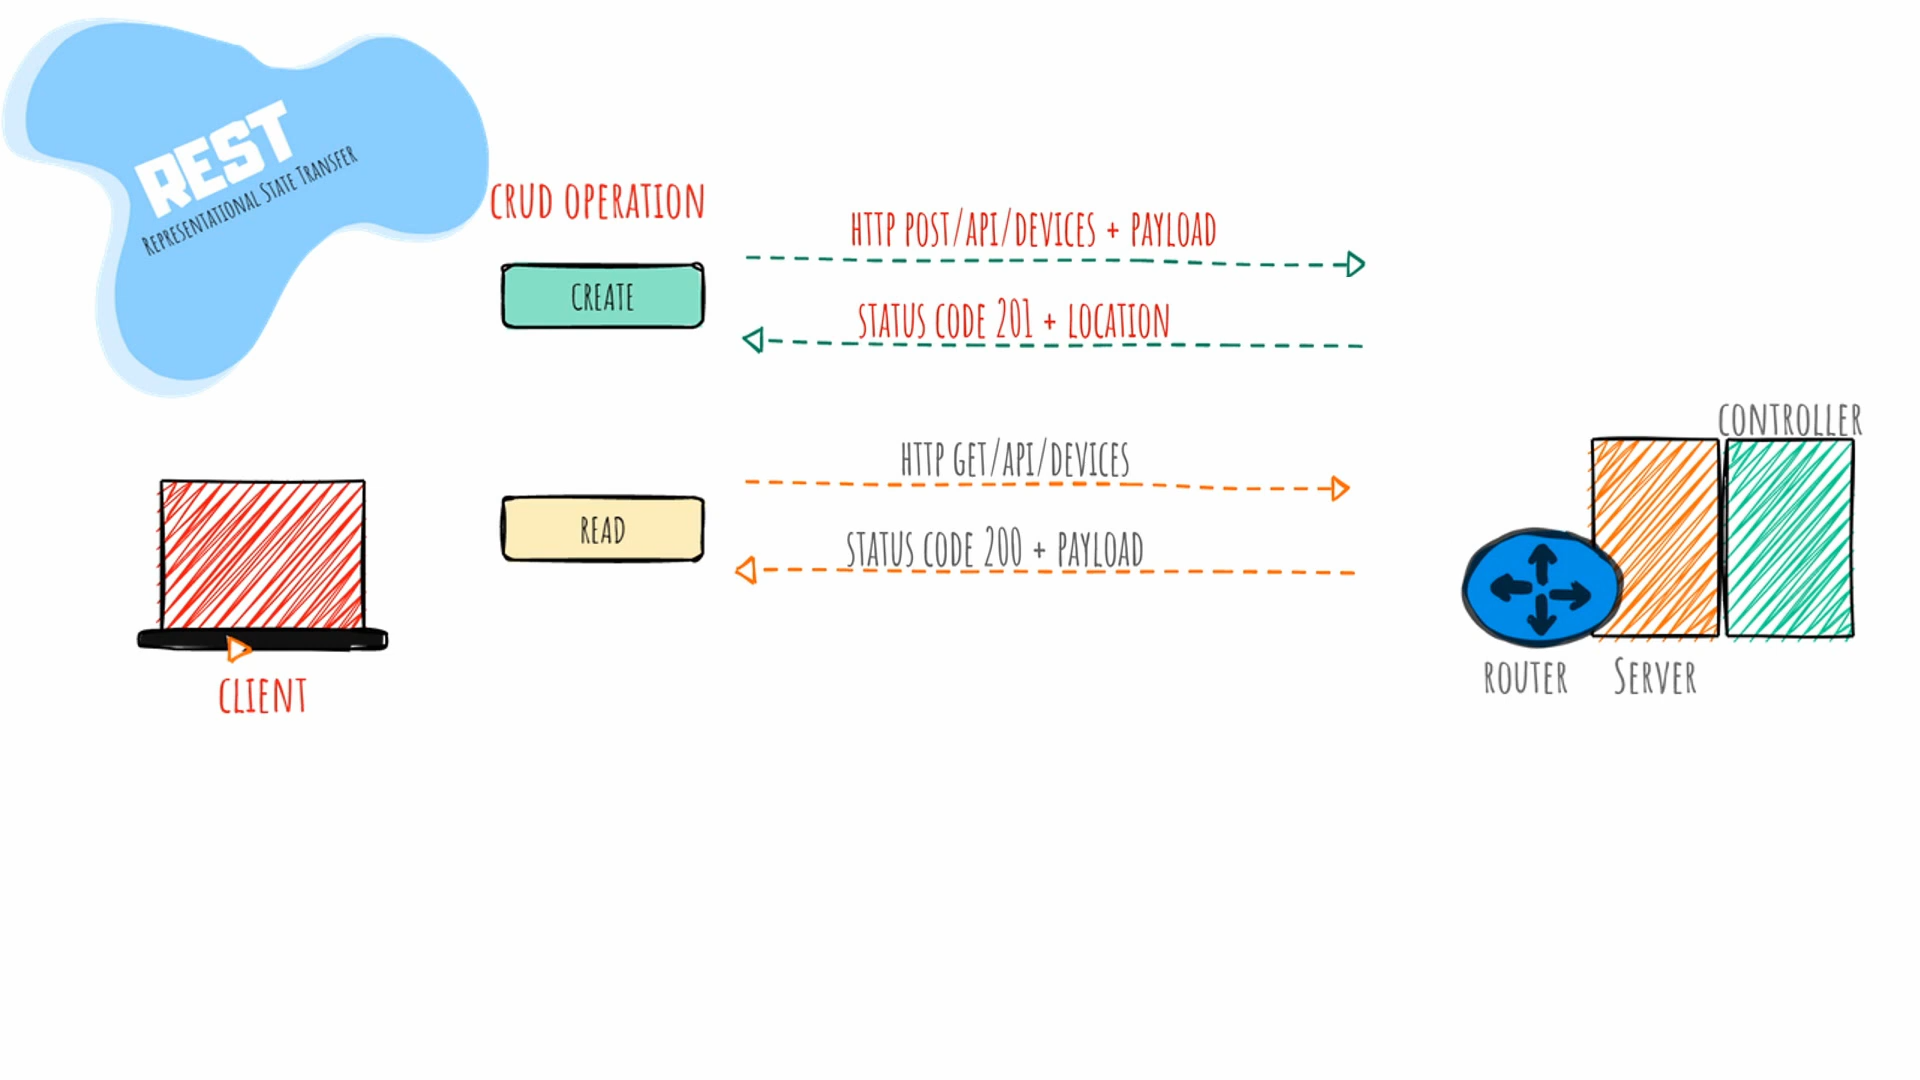 REST
Representational State Transfer
CRUD OPERATION
HTTP POST/API/DEVICES + PAYLOAD
CREATE
STATUS CODE 201 + LOCATION
CONTROLLER
HTTP GET/API/DEVICES
READ
STATUS CODE 200 + PAYLOAD
CLIENT
ROUTER
Server